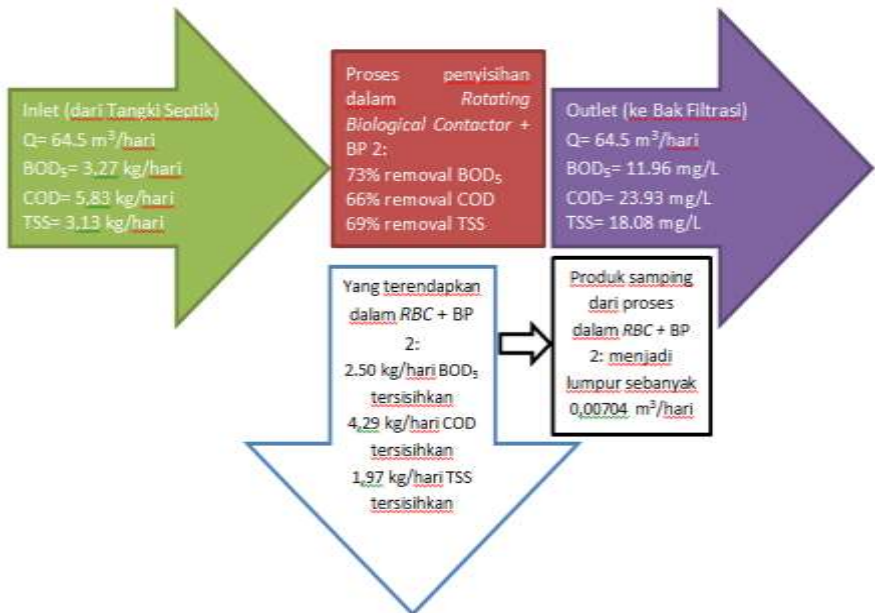 Inlet (dari Tangki Septik)
Q= 64.5 m³/hari
BOD₅= 3,27 kg/hari
COD= 5,83 kg/hari
TSS= 3,13 kg/hari
Proses penyisihan
dalam Rotating
Biological Contactor +
BP 2:
73% removal BOD₅
66% removal COD
69% removal TSS
Outlet (ke Bak Filtrasi)
Q= 64.5 m³/hari
BOD₅= 11.96 mg/L
COD= 23.93 mg/L
TSS= 18.08 mg/L
Yang terendapkan
dalam RBC + BP
2:
2.50 kg/hari BOD₅
tersisihkan
4,29 kg/hari COD
tersisihkan
1,97 kg/hari TSS
tersisihkan
Produk samping
dari proses
dalam RBC + BP
2: menjadi
lumpur sebanyak
0,00704 m³/hari